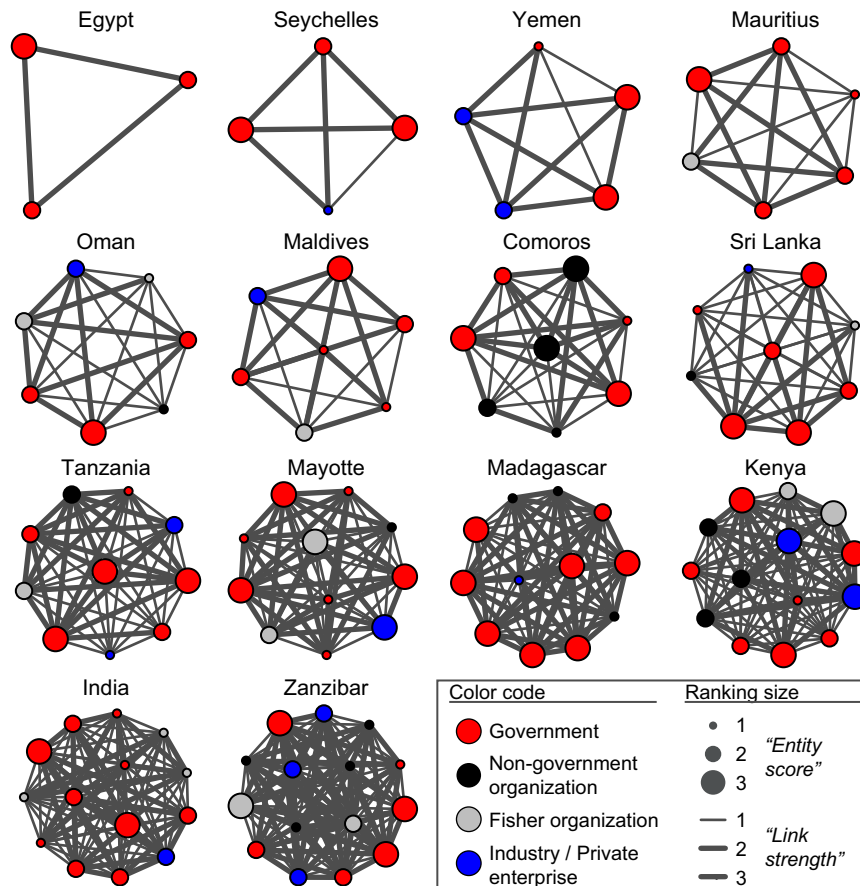 Egypt
Seychelles
Yemen
Mauritius
Oman
Maldives
Comoros
Sri Lanka
Tanzania
Mayotte
Madagascar
Kenya
India
Zanzibar
Color code
Government
Non-government
organization
Fisher organization
Industry / Private
enterprise
Ranking size
1
2
3
“Entity
score”
1
2
3
“Link
strength”